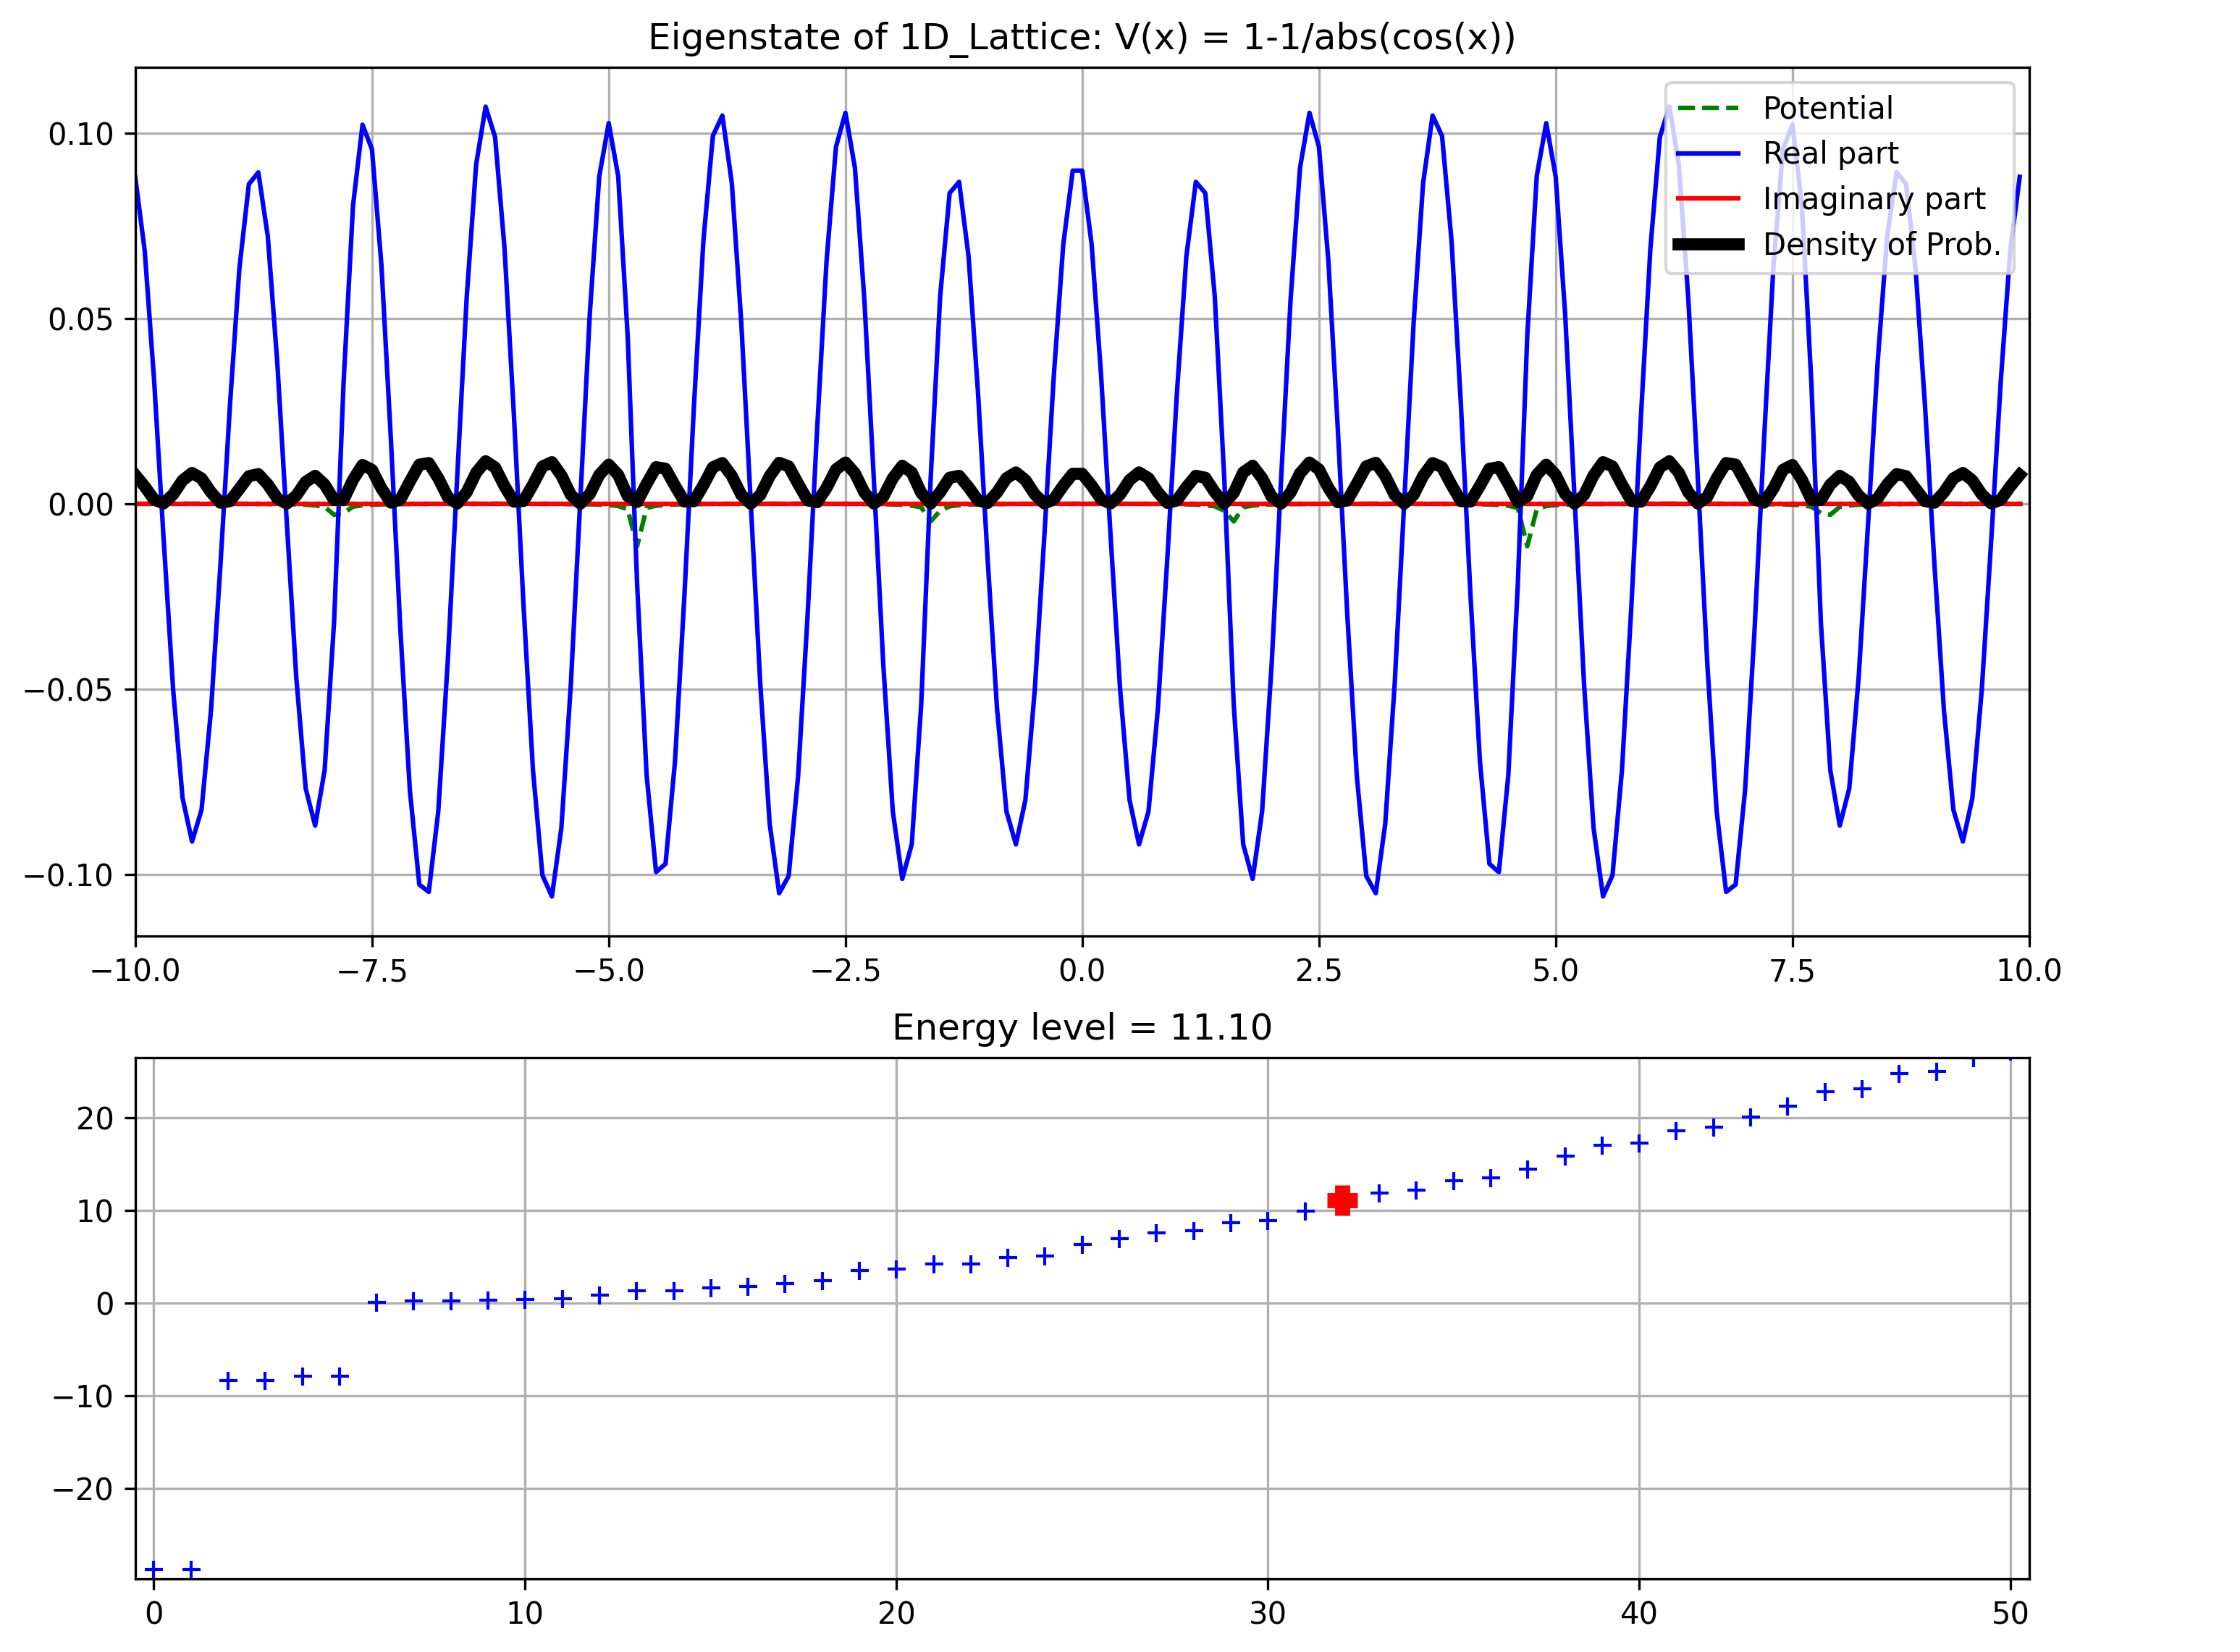 Eigenstate of 1D_Lattice: V(x) = 1-1/abs(cos(x))
Potential
Real part
Imaginary part
Density of Prob.
0.10
0.05
0.00
−0.05
−0.10
−10.0 −7.5 −5.0 −2.5 0.0 2.5 5.0 7.5 10.0
Energy level = 11.10
20
10
0
−10
−20
0 10 20 30 40 50